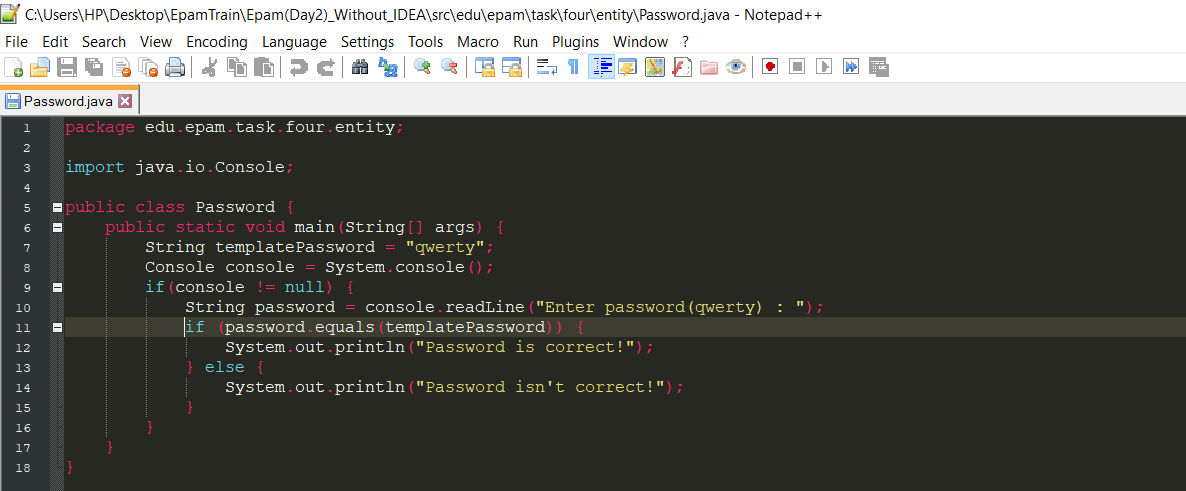 C:\Users\HP\Desktop\EpamTrain\Epam(Day2)_Without_IDEA\src\edu\epam\task\four\entity\Password.java - Notepad++
File Edit Search View Encoding Language Settings Tools Macro Run Plugins Window ?
Password.java
1 package edu.epam.task.four.entity;
2
3 import java.io.Console;
4
5 public class Password {
6     public static void main(String[] args) {
7         String templatePassword = "qwerty";
8         Console console = System.console();
9         if(console != null) {
10             String password = console.readLine("Enter password(qwerty) : ");
11             if (password.equals(templatePassword)) {
12                 System.out.println("Password is correct!");
13             } else {
14                 System.out.println("Password isn't correct!");
15             }
16         }
17     }
18 }